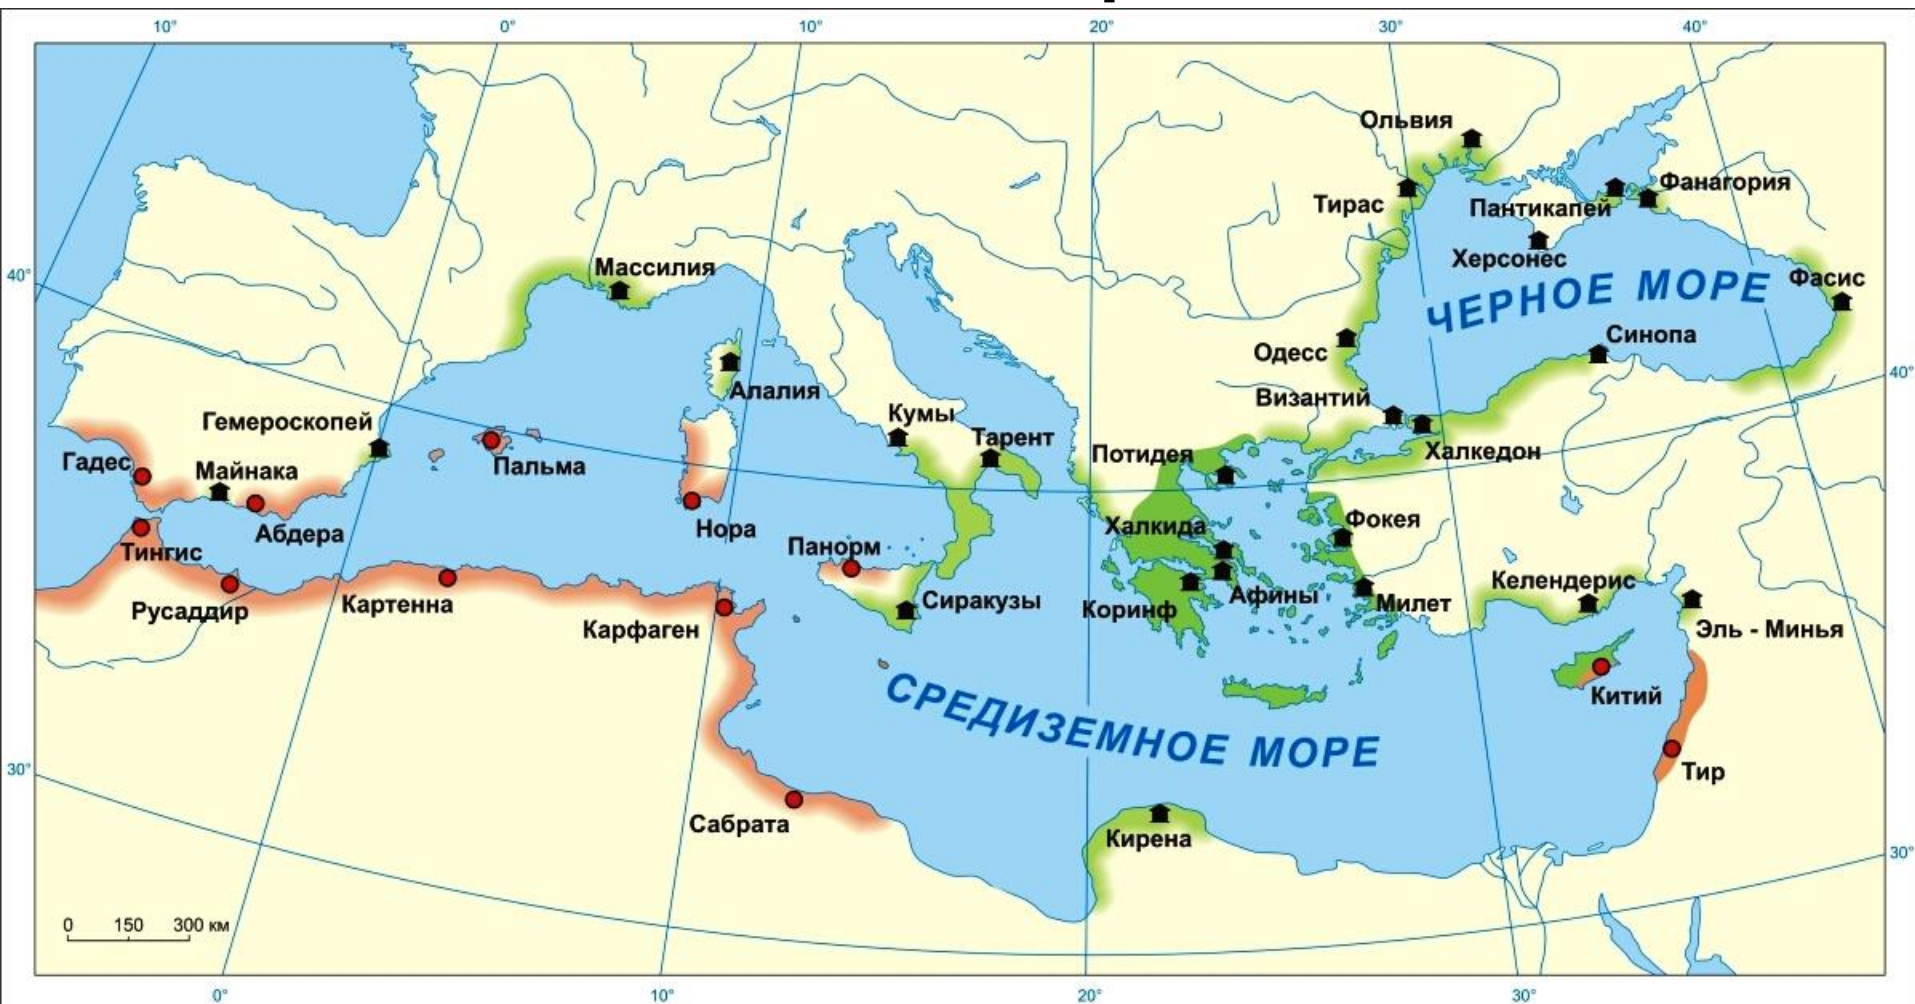 10° 0° 10° 20° 30° 40°
Ольвия
Фанагория
Тирас
Пантикапей
Херсонес
Массилия
40°
Фасис
ЧЕРНОЕ МОРЕ
Синопа
Одесс
40°
Алалия
Византий
Кумы
Гемероскопей
Тарент
Халкедон
Потидея
Гадес
Майнака
Пальма
Фокея
Халкида
Абдера
Нора
Панорм
Тингис
Келендерис
Афины
Сиракузы
Милет
Русаддир
Картенна
Коринф
Карфаген
Эль - Минья
СРЕДИЗЕМНОЕ МОРЕ
Китий
30°
Тир
Сабрата
Кирена
30°
0 150 300 км
0° 10° 20° 30°